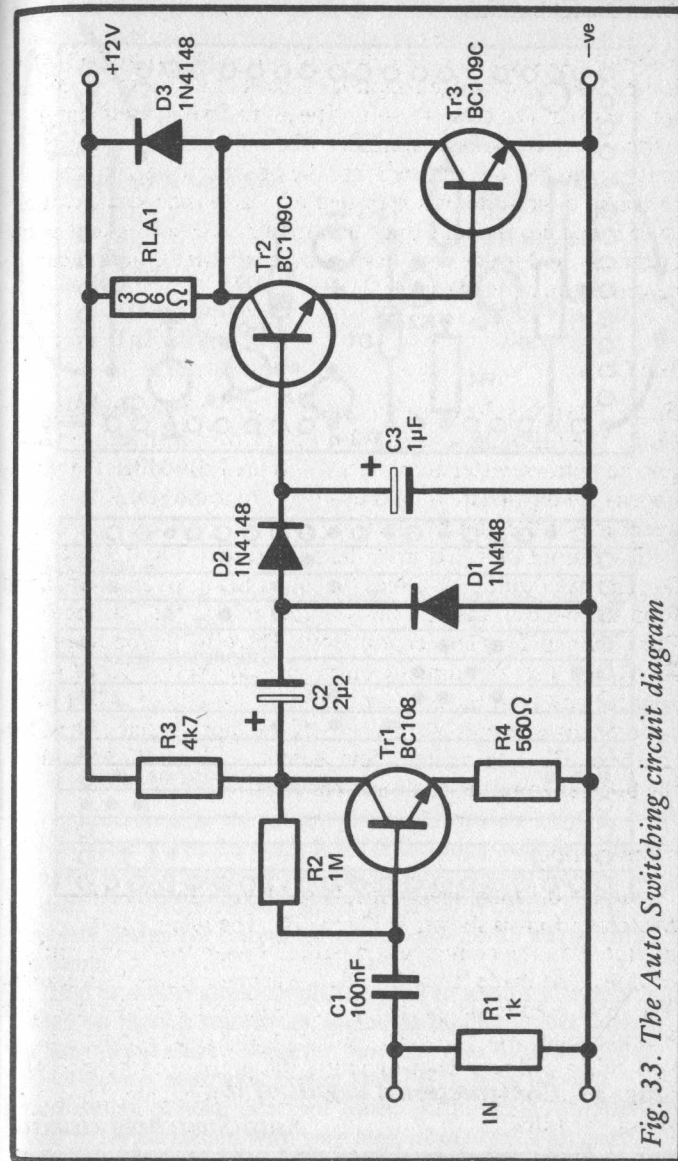 +12V
D3
1N4148
RLA1
306Ω
Tr3
BC109C
–ve
Tr2
BC109C
+
C3
1μF
D2
1N4148
D1
1N4148
+
C2
2μ2
R3
4k7
Tr1
BC108
R4
560Ω
R2
1M
C1
100nF
R1
1k
IN
Fig. 33. The Auto Switching circuit diagram